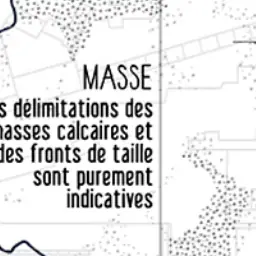 MASSE
s délimitations des
masses calcaires et
des fronts de taille
sont purement
indicatives